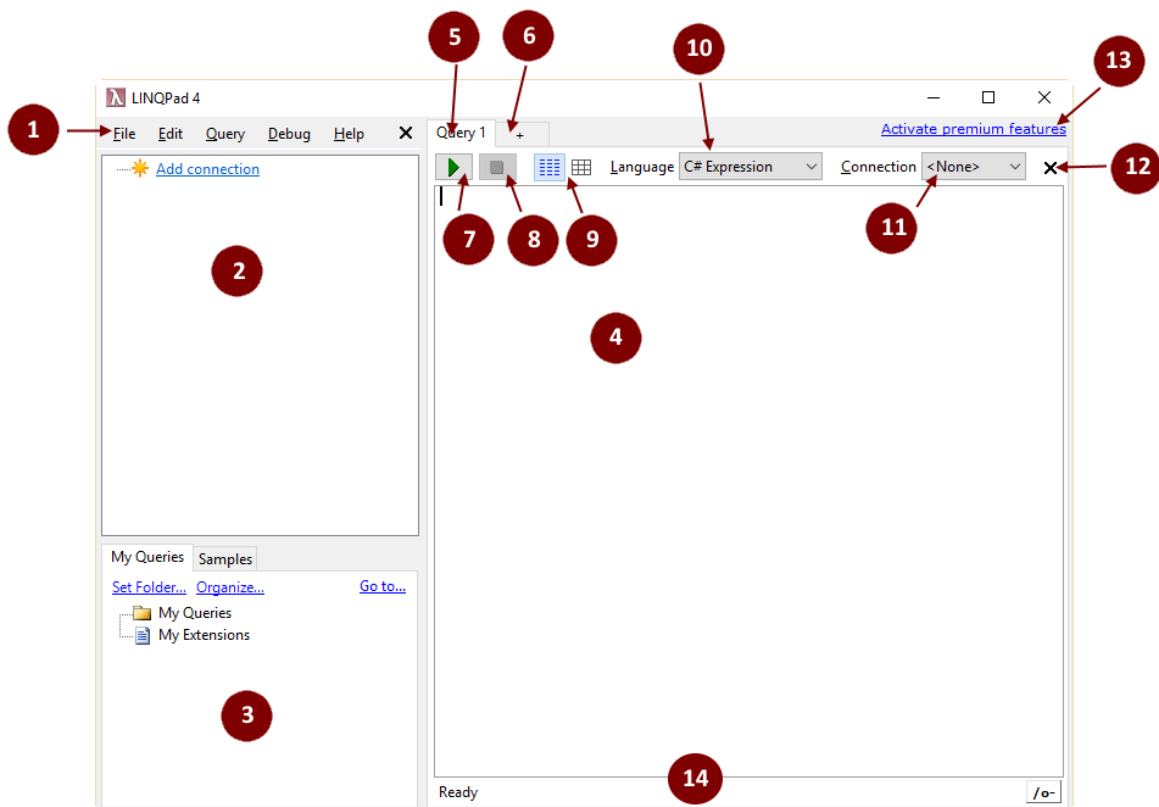 5
6
10
13
LINQPad 4
1
File Edit Query Debug Help
Query 1 +
Activate premium features
Add connection
Language C# Expression Connection <None>
12
7
8
9
11
2
4
My Queries Samples
Set Folder... Organize... Go to...
My Queries
My Extensions
3
14
Ready /o-